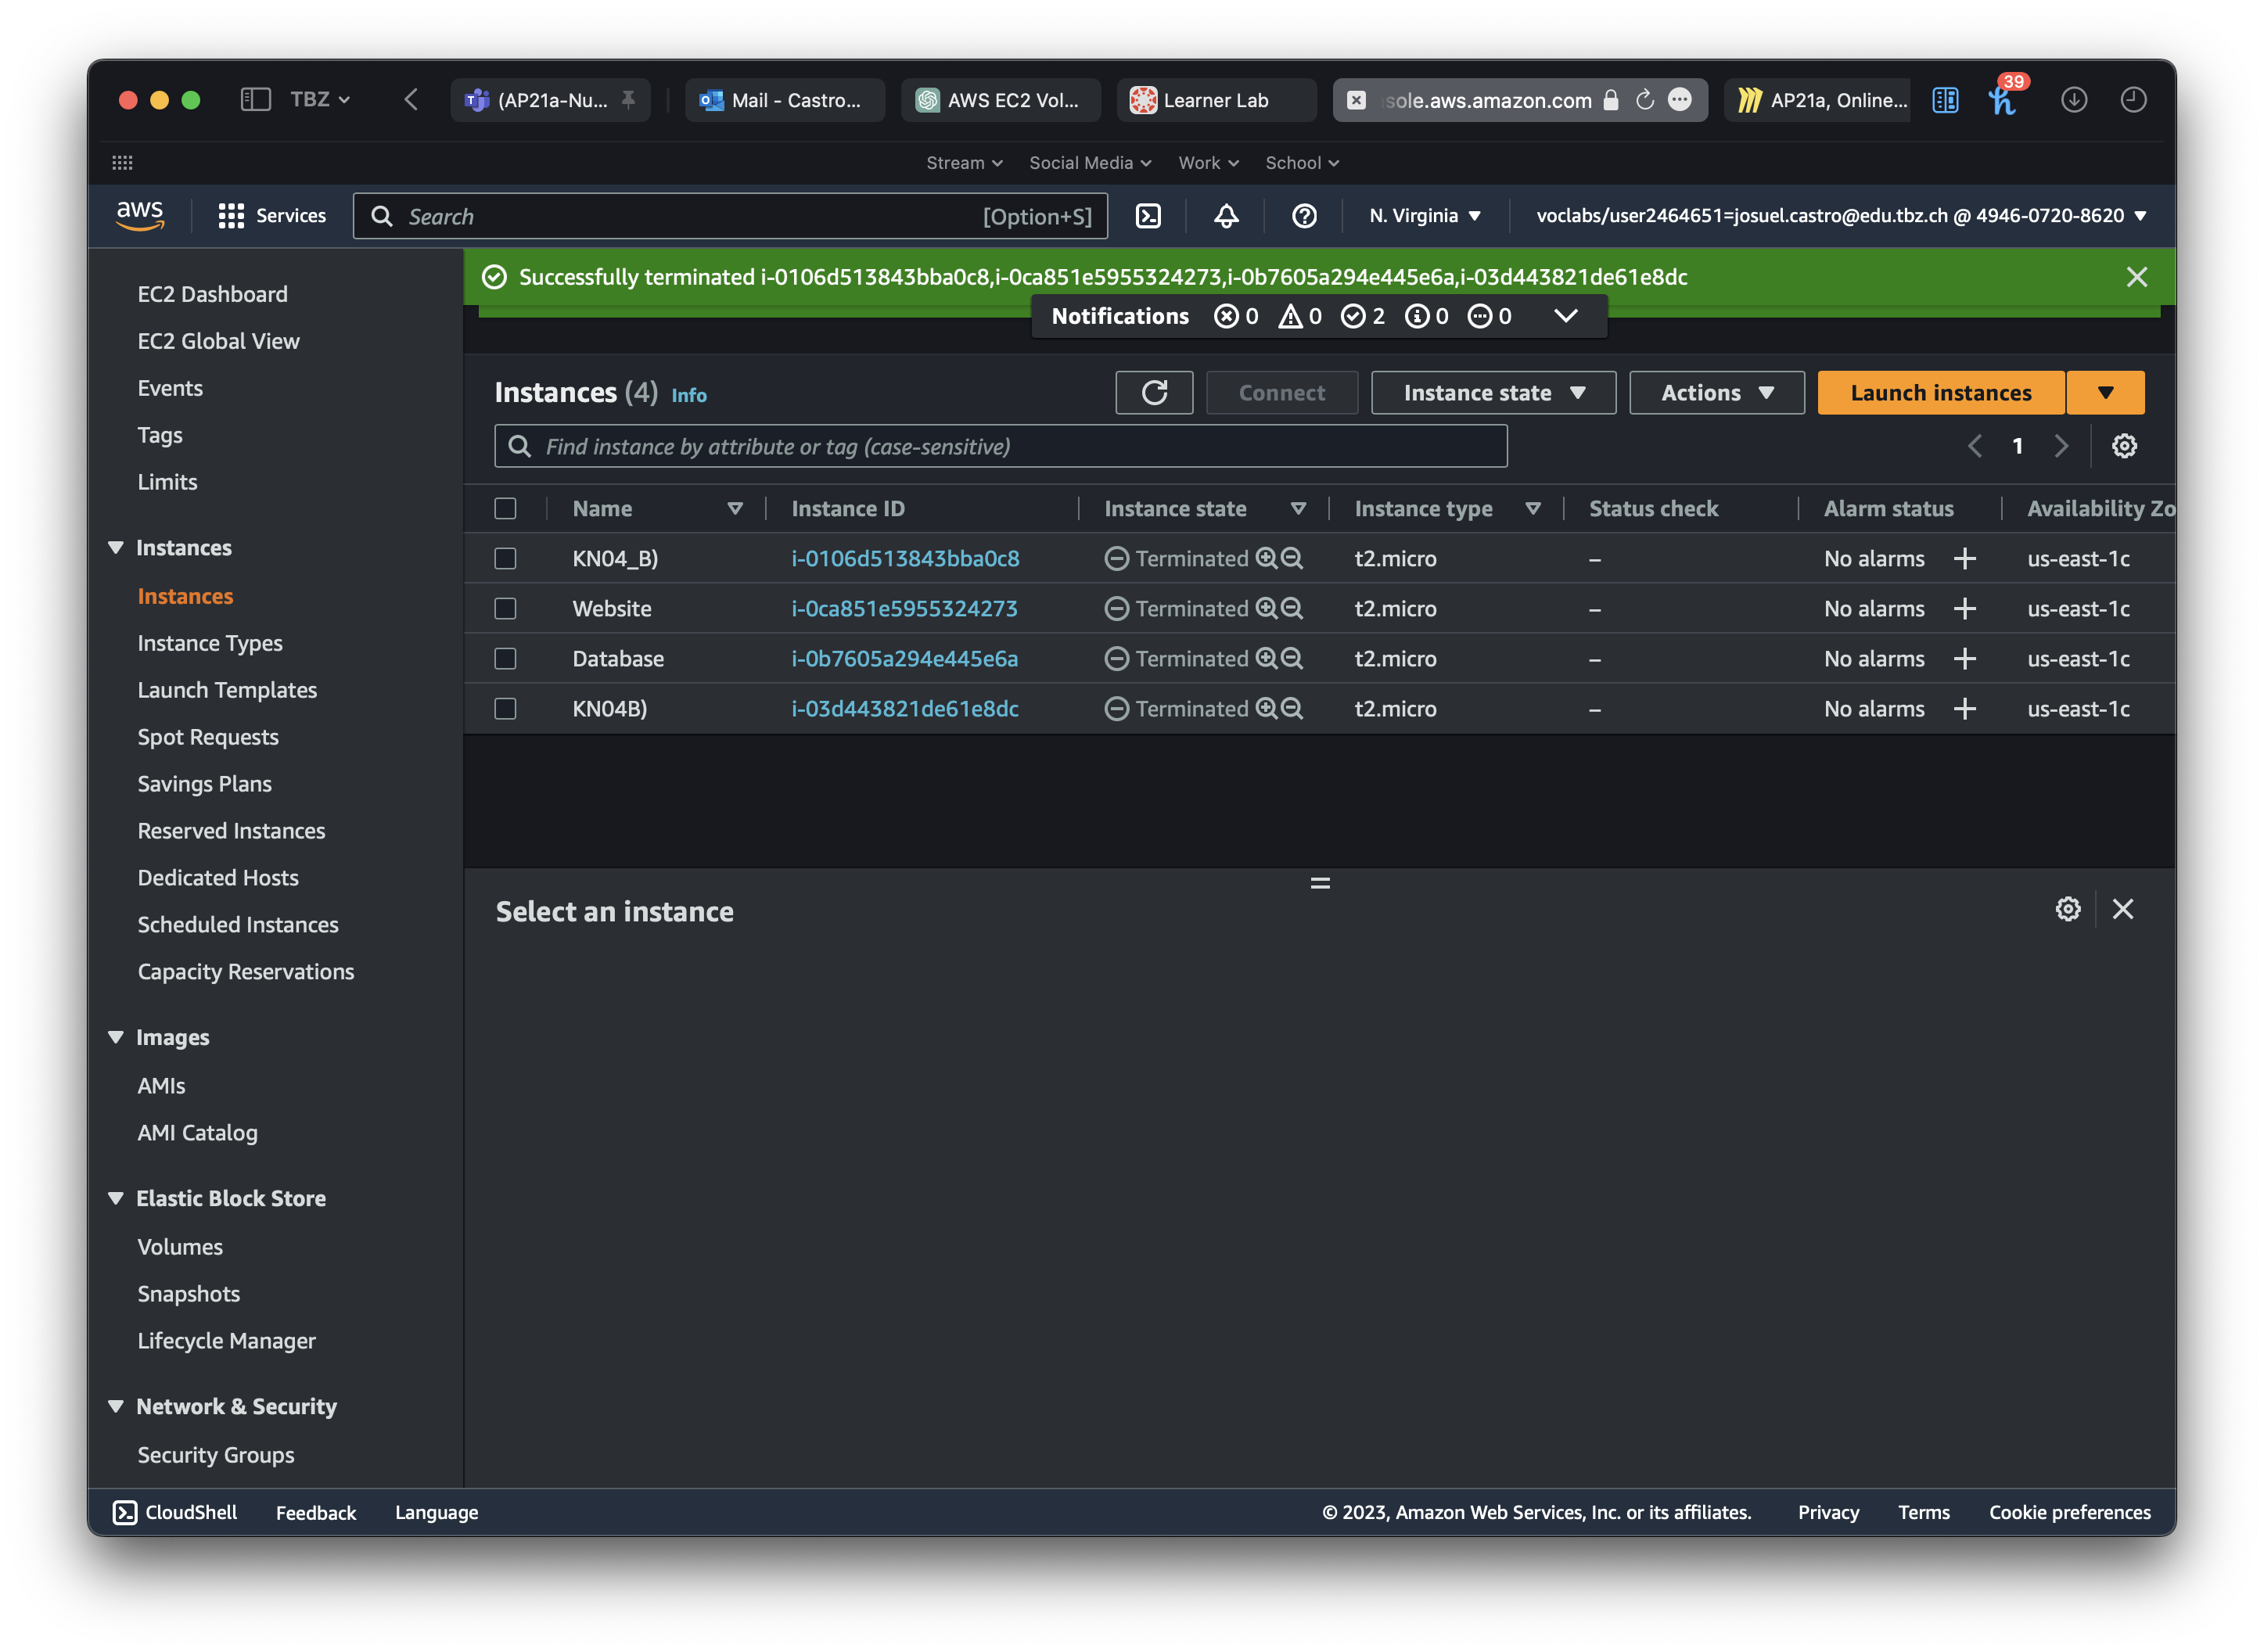 TBZ
(AP21a-Nu...
Mail - Castro...
AWS EC2 Vol...
Learner Lab
sole.aws.amazon.com
AP21a, Online...
39
Stream
Social Media
Work
School
aws
Services
Search
[Option+S]
N. Virginia
voclabs/user2464651=josuel.castro@edu.tbz.ch @ 4946-0720-8620
EC2 Dashboard
EC2 Global View
Events
Tags
Limits
Instances
Instances
Instance Types
Launch Templates
Spot Requests
Savings Plans
Reserved Instances
Dedicated Hosts
Scheduled Instances
Capacity Reservations
Images
AMIs
AMI Catalog
Elastic Block Store
Volumes
Snapshots
Lifecycle Manager
Network & Security
Security Groups
Successfully terminated i-0106d513843bba0c8,i-0ca851e5955324273,i-0b7605a294e445e6a,i-03d443821de61e8dc
Notifications 0 0 2 0 0
Instances (4) Info
Connect
Instance state
Actions
Launch instances
Find instance by attribute or tag (case-sensitive)
1
Name Instance ID Instance state Instance type Status check Alarm status Availability Zo
KN04_B) i-0106d513843bba0c8 Terminated t2.micro – No alarms + us-east-1c
Website i-0ca851e5955324273 Terminated t2.micro – No alarms + us-east-1c
Database i-0b7605a294e445e6a Terminated t2.micro – No alarms + us-east-1c
KN04B) i-03d443821de61e8dc Terminated t2.micro – No alarms + us-east-1c
Select an instance
CloudShell
Feedback
Language
© 2023, Amazon Web Services, Inc. or its affiliates.
Privacy
Terms
Cookie preferences